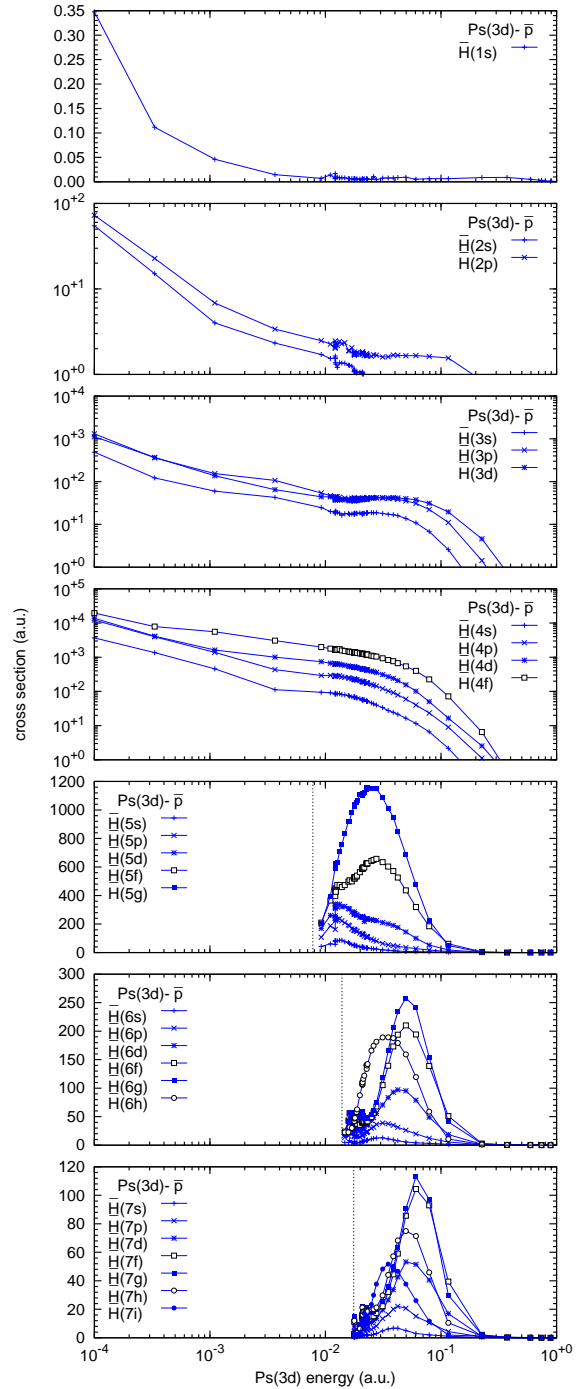 Ps(3d)- p̅
H̅(1s)
0.35
0.30
0.25
0.20
0.15
0.10
0.05
0.00
Ps(3d)- p̅
H̅(2s)
H̅(2p)
10⁺²
10⁺¹
10⁺⁰
Ps(3d)- p̅
H̅(3s)
H̅(3p)
H̅(3d)
10⁺⁴
10⁺³
10⁺²
10⁺¹
10⁺⁰
Ps(3d)- p̅
H̅(4s)
H̅(4p)
H̅(4d)
H̅(4f)
10⁺⁵
10⁺⁴
10⁺³
10⁺²
10⁺¹
10⁺⁰
cross section (a.u.)
Ps(3d)- p̅
H̅(5s)
H̅(5p)
H̅(5d)
H̅(5f)
H̅(5g)
1200
1000
800
600
400
200
0
Ps(3d)- p̅
H̅(6s)
H̅(6p)
H̅(6d)
H̅(6f)
H̅(6g)
H̅(6h)
300
250
200
150
100
50
0
Ps(3d)- p̅
H̅(7s)
H̅(7p)
H̅(7d)
H̅(7f)
H̅(7g)
H̅(7h)
H̅(7i)
120
100
80
60
40
20
0
10⁻⁴ 10⁻³ 10⁻² 10⁻¹ 10⁺⁰
Ps(3d) energy (a.u.)